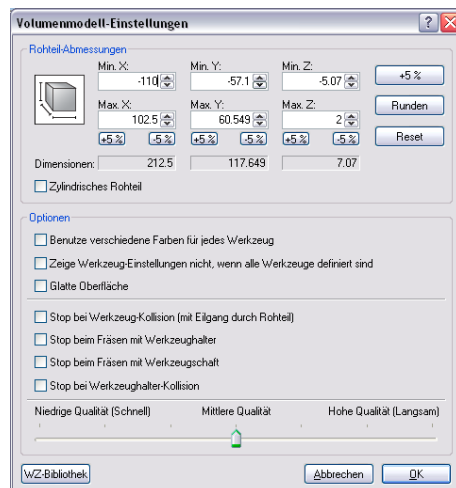 Volumenmodell-Einstellungen
Rohteil-Abmessungen
Min. X: Min. Y: Min. Z:
-110 -57.1 -5.07 +5 %
Max. X: Max. Y: Max. Z: Runden
102.5 60.549 2
+5 % -5 % +5 % -5 % +5 % -5 % Reset
Dimensionen: 212.5 117.649 7.07
Zylindrisches Rohteil
Optionen
Benutze verschiedene Farben für jedes Werkzeug
Zeige Werkzeug-Einstellungen nicht, wenn alle Werkzeuge definiert sind
Glatte Oberfläche
Stop bei Werkzeug-Kollision (mit Eilgang durch Rohteil)
Stop beim Fräsen mit Werkzeughalter
Stop beim Fräsen mit Werkzeugschaft
Stop bei Werkzeughalter-Kollision
Niedrige Qualität (Schnell) Mittlere Qualität Hohe Qualität (Langsam)
WZ-Bibliothek Abbrechen OK